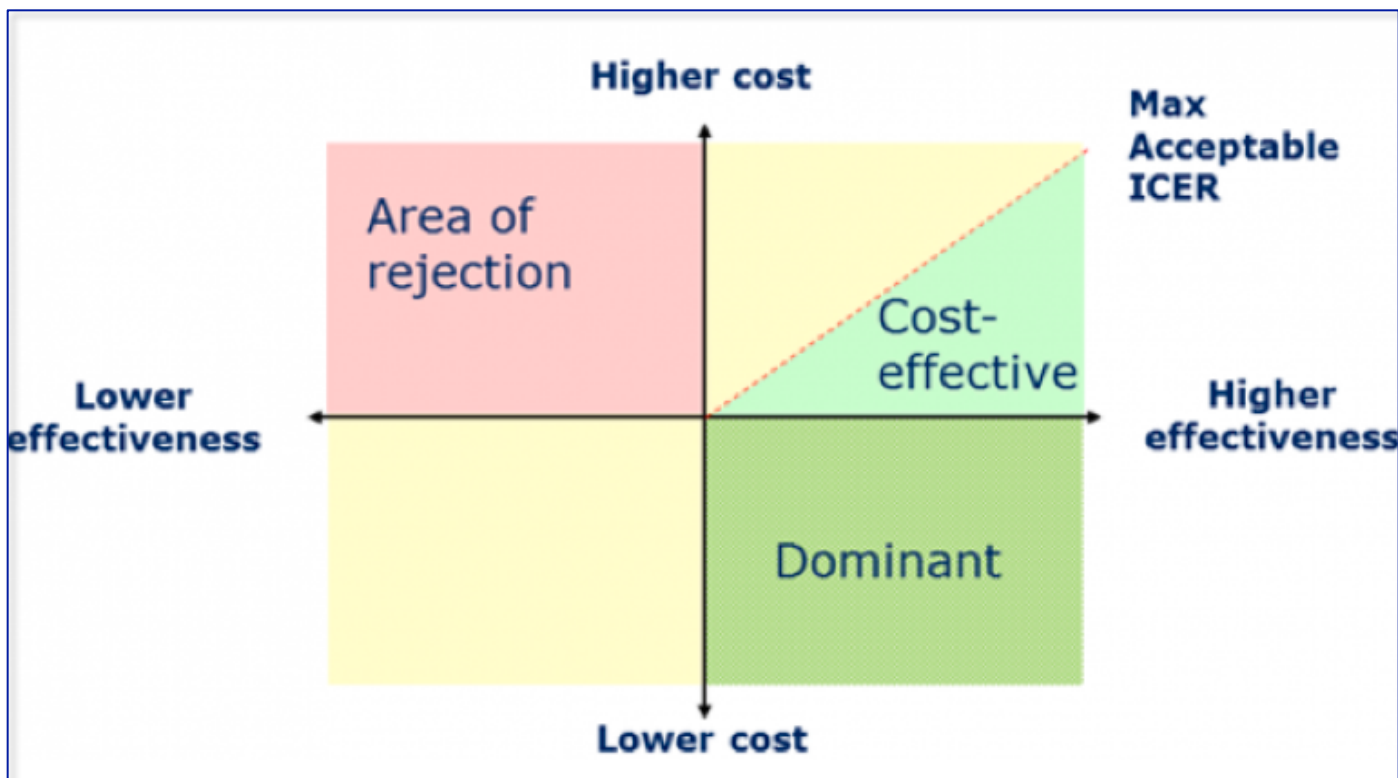 Higher cost
Max
Acceptable
ICER
Area of
rejection
Cost-
effective
Lower
effectiveness
Higher
effectiveness
Dominant
Lower cost